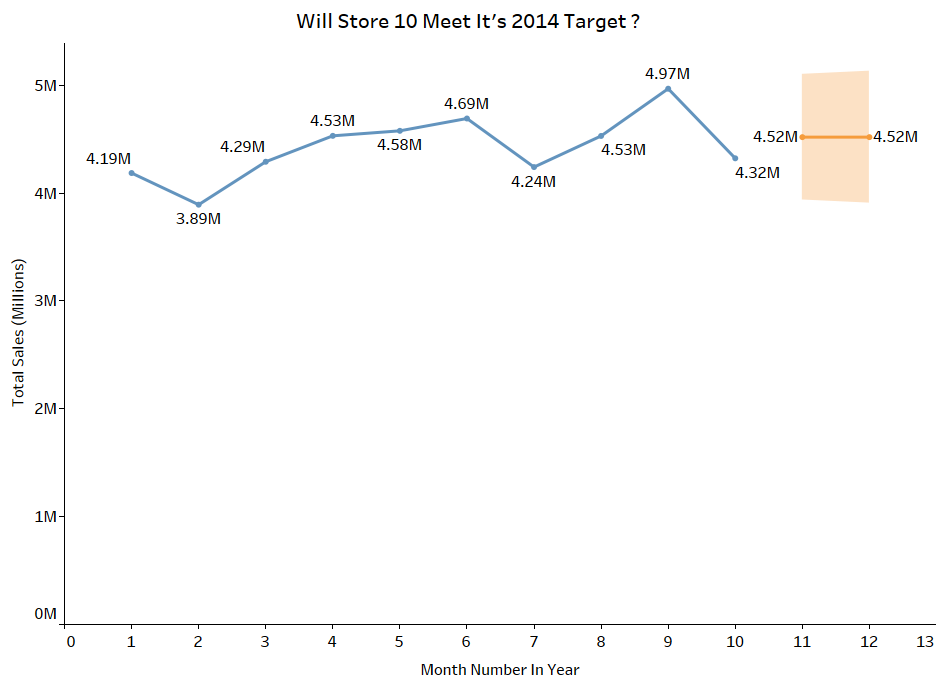 Will Store 10 Meet It's 2014 Target ?
5M
4M
3M
2M
1M
0M
Total Sales (Millions)
4.19M
3.89M
4.29M
4.53M
4.58M
4.69M
4.24M
4.53M
4.97M
4.32M
4.52M
4.52M
0 1 2 3 4 5 6 7 8 9 10 11 12 13
Month Number In Year